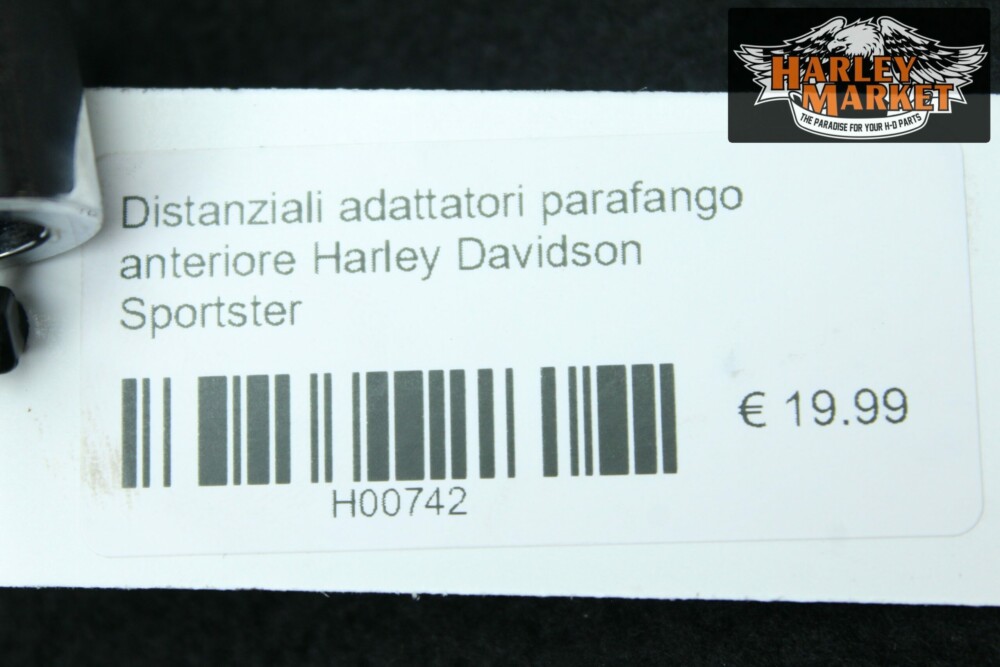 HARLEY
MARKET
THE PARADISE FOR YOUR H-D PARTS
Distanziali adattatori parafango
anteriore Harley Davidson
Sportster
€ 19.99
H00742